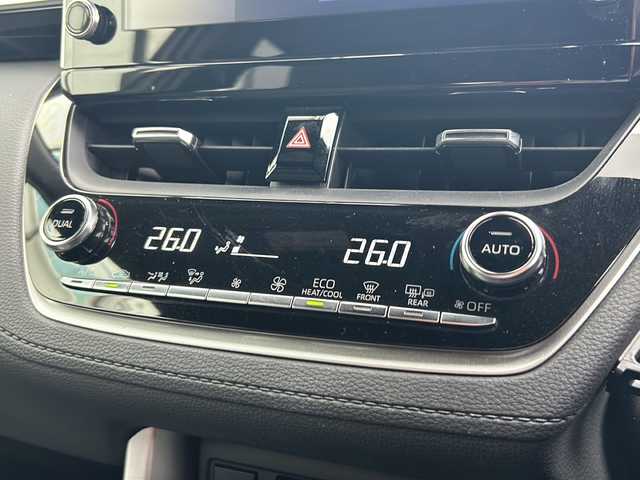 DUAL
26.0
26.0
AUTO
ECO
HEAT/COOL
FRONT
REAR
OFF